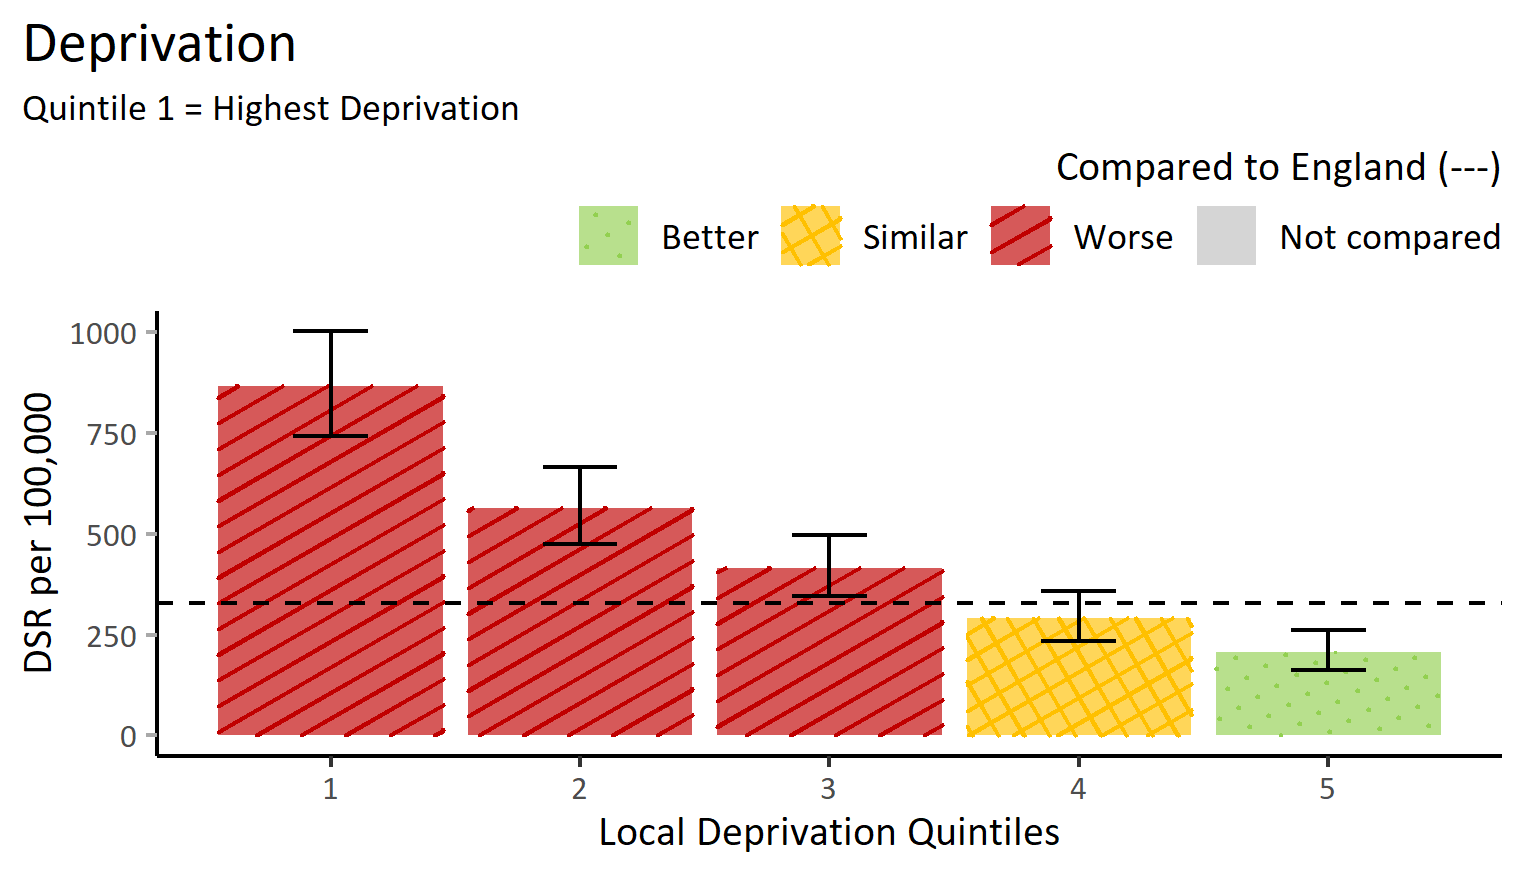 Deprivation
Quintile 1 = Highest Deprivation
Compared to England (---)
Better Similar Worse Not compared
1000
750
500
250
0
DSR per 100,000
1 2 3 4 5
Local Deprivation Quintiles